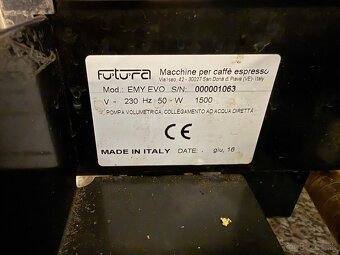 futura Macchine per caffè espresso
Via Iseo, 42 - 30027 San Donà di Piave (VE) - Italy
Mod.: EMY EVO S/N: 000001063
V - 230 Hz 50 - W 1500
POMPA VOLUMETRICA, COLLEGAMENTO AD ACQUA DIRETTA
CE
MADE IN ITALY DATE: giu, 16